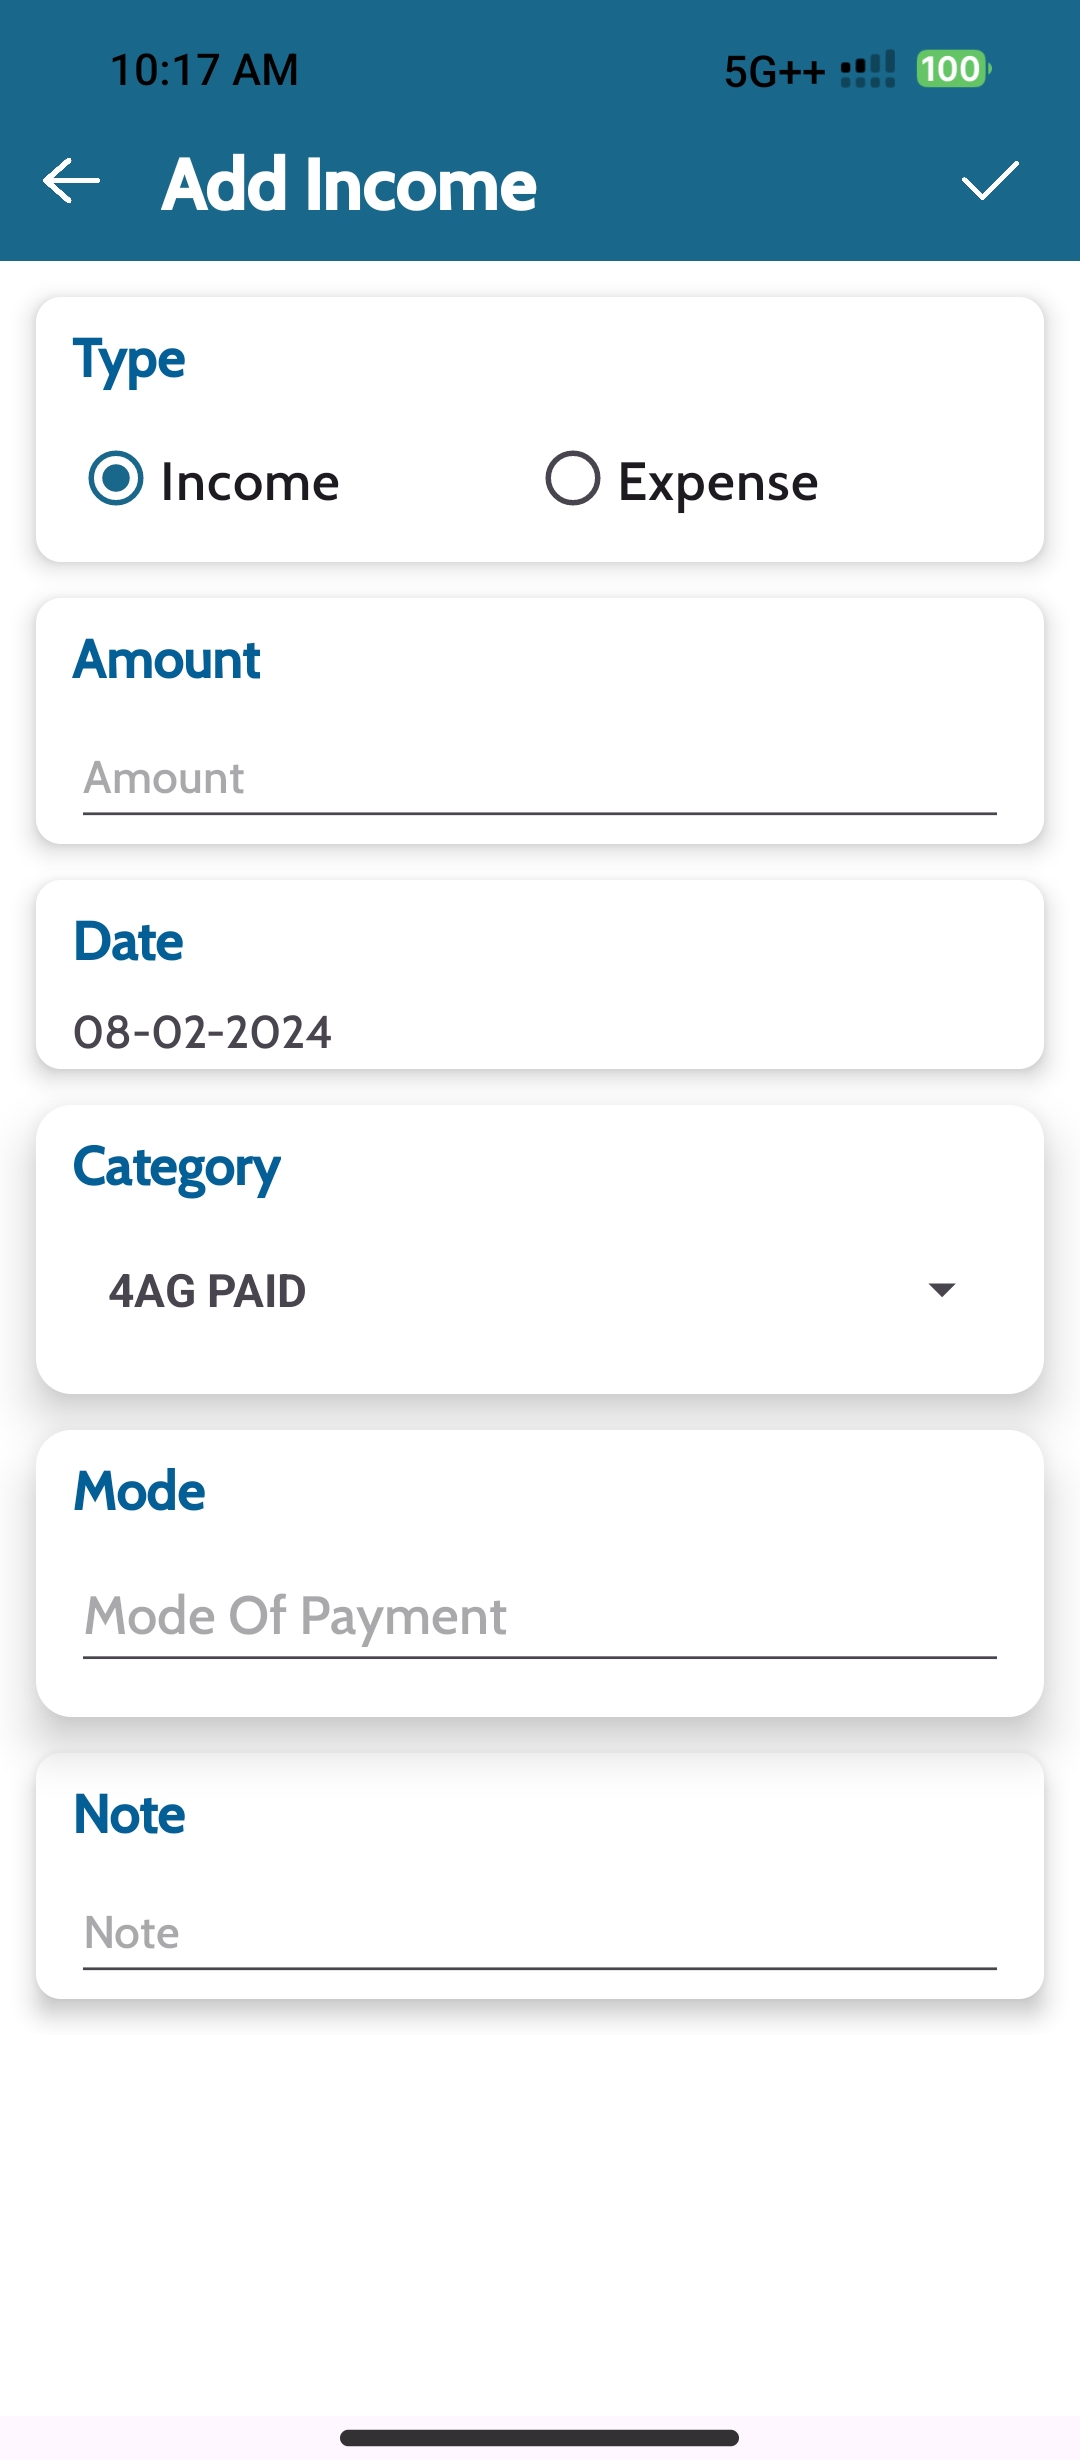 10:17 AM 5G++ 100
Add Income
Type
Income Expense
Amount
Amount
Date
08-02-2024
Category
4AG PAID
Mode
Mode Of Payment
Note
Note